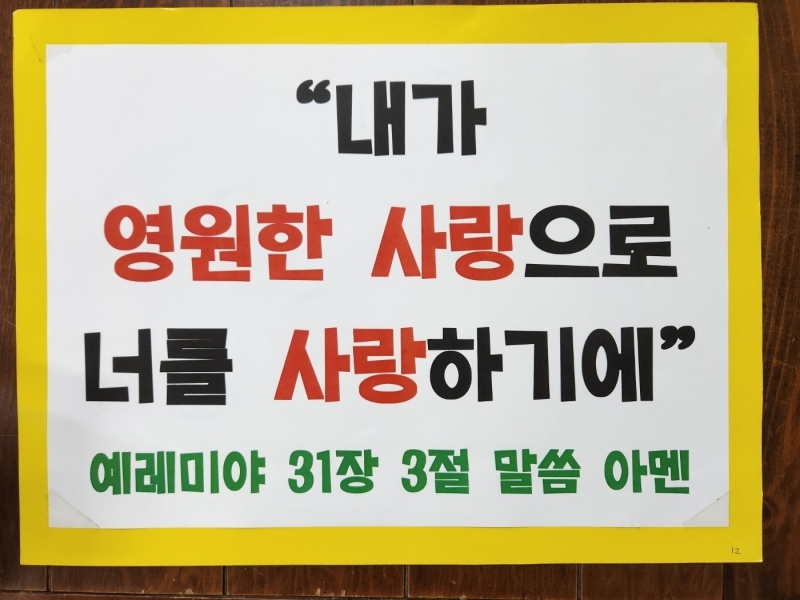 “내가
영원한 사랑으로
너를 사랑하기에”
예레미야 31장 3절 말씀 아멘
12